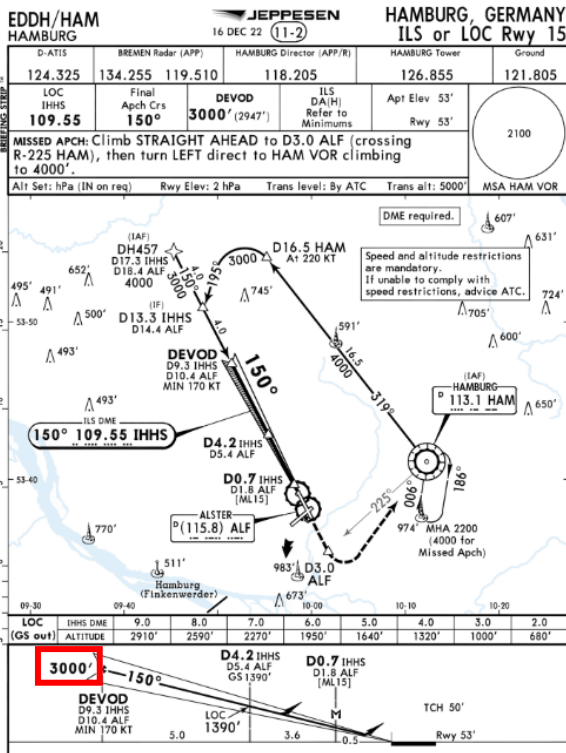 EDDH/HAM
HAMBURG
JEPPESEN
16 DEC 22 11-2
HAMBURG, GERMANY
ILS or LOC Rwy 15
D-ATIS
BREMEN Radar (APP)
HAMBURG Director (APP/R)
HAMBURG Tower
Ground
124.325
134.255 119.510
118.205
126.855
121.805
BRIEFING STRIP
LOC
IHHS
109.55
Final
Apch Crs
150°
DEVOD
3000' (2947')
ILS
DA(H)
Refer to
Minimums
Apt Elev 53'
Rwy 53'
2100
MISSED APCH: Climb STRAIGHT AHEAD to D3.0 ALF (crossing
R-225 HAM), then turn LEFT direct to HAM VOR climbing
to 4000'.
Alt Set: hPa (IN on req)
Rwy Elev: 2 hPa
Trans level: By ATC
Trans alt: 5000'
MSA HAM VOR
DME required.
607'
631'
(IAF)
DH457
D17.3 IHHS
D18.4 ALF
4000
4.0
150°
3000
195°
3000
D16.5 HAM
At 220 KT
Speed and altitude restrictions
are mandatory.
If unable to comply with
speed restrictions, advice ATC.
652'
495'
491'
500'
745'
705'
724'
(IF)
D13.3 IHHS
D14.4 ALF
4.0
53-50
591'
16.5
4000
600'
493'
DEVOD
D9.3 IHHS
D10.4 ALF
MIN 170 KT
150°
319°
(IAF)
HAMBURG
D 113.1 HAM
650'
493'
ILS DME
150° 109.55 IHHS
D4.2 IHHS
D5.4 ALF
53-40
D0.7 IHHS
D1.8 ALF
[ML15]
225°
006°
186°
ALSTER
D (115.8) ALF
974'
MHA 2200
(4000 for
Missed Apch)
770'
511'
Hamburg
(Finkenwerder)
983'
D3.0
ALF
673'
09-30
09-40
10-00
10-10
10-20
LOC
(GS out)
IHHS DME
9.0
8.0
7.0
6.0
5.0
4.0
3.0
2.0
ALTITUDE
2910'
2590'
2270'
1950'
1640'
1320'
1000'
680'
3000'
150°
DEVOD
D9.3 IHHS
D10.4 ALF
MIN 170 KT
D4.2 IHHS
D5.4 ALF
GS1390'
D0.7 IHHS
D1.8 ALF
[ML15]
LOC
1390'
M
TCH 50'
Rwy 53'
5.0
3.6
0.5